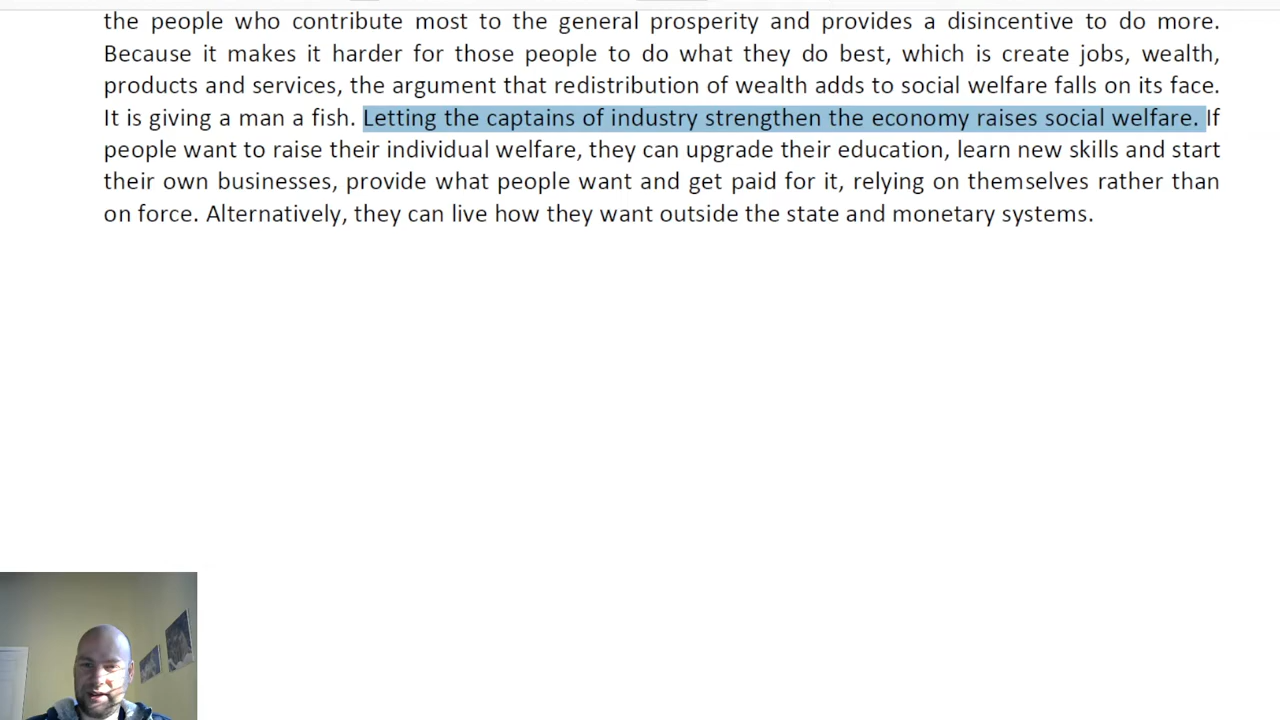 the people who contribute most to the general prosperity and provides a disincentive to do more.
Because it makes it harder for those people to do what they do best, which is create jobs, wealth,
products and services, the argument that redistribution of wealth adds to social welfare falls on its face.
It is giving a man a fish. Letting the captains of industry strengthen the economy raises social welfare. If
people want to raise their individual welfare, they can upgrade their education, learn new skills and start
their own businesses, provide what people want and get paid for it, relying on themselves rather than
on force. Alternatively, they can live how they want outside the state and monetary systems.